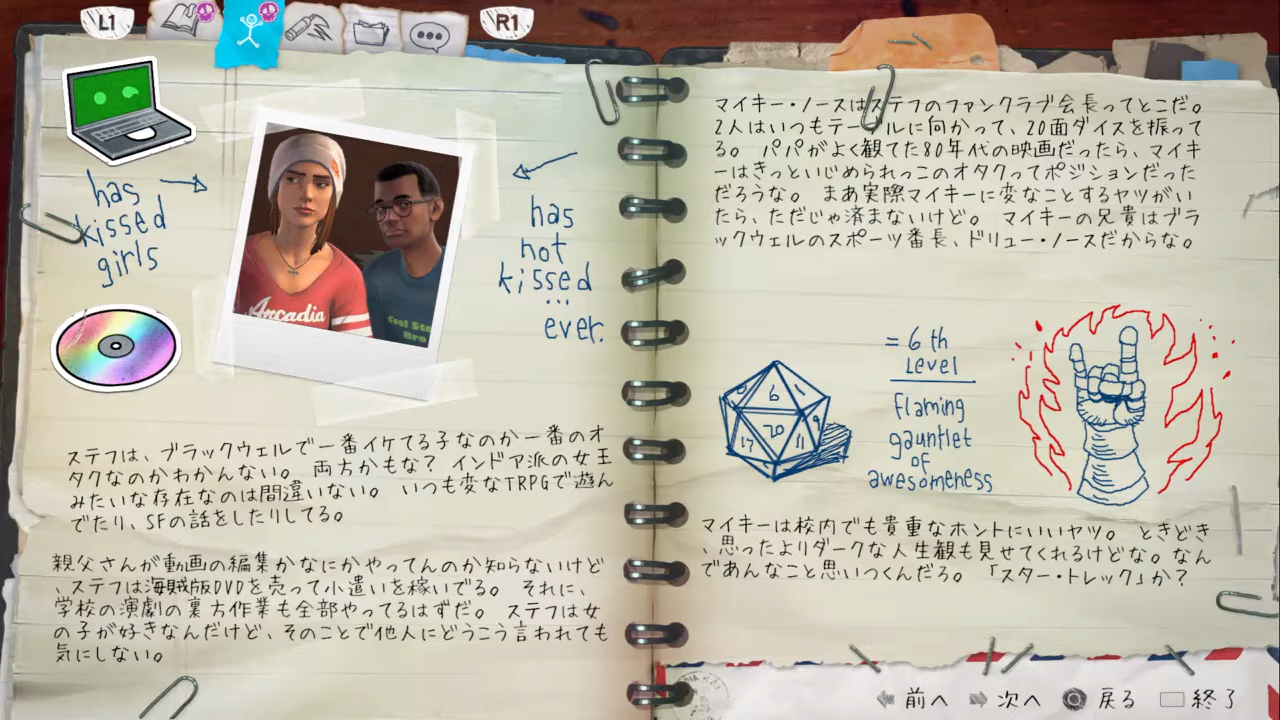 L1
R1
has
kissed
girls
Arcadia
Cool Sto
Bro
has
not
kissed
...
ever.
ステフは、ブラックウェルで一番イケてる子なのか一番のオ
タクなのかわかんない。 両方かもな? インドア派の女王
みたいな存在なのは間違いない。 いつも変なTRPGで遊ん
でたり、SFの話をしたりしてる。
親父さんが動画の編集かなにかやってんのか知らないけど
、ステフは海賊版DVDを売って小遣いを稼いでる。 それに、
学校の演劇の裏方作業も全部やってるはずだ。 ステフは女
の子が好きなんだけど、そのことで他人にどうこう言われても
気にしない。
マイキー・ノースはステフのファンクラブ会長ってとこだ。
2人はいつもテーブルに向かって、20面ダイスを振って
る。 パパがよく観てた80年代の映画だったら、マイキ
ーはきっといじめられっこのオタクってポジションだった
だろうな。 まあ実際マイキーに変なことするヤツがい
たら、ただじゃ済まないけど。 マイキーの兄貴はブラ
ックウェルのスポーツ番長、ドリュー・ノースだからな。
6
20
17
11
9
= 6th
Level
flaming
gauntlet
of
awesomeness
マイキーは校内でも貴重なホントにいいヤツ。 ときどき
、思ったよりダークな人生観も見せてくれるけどな。なん
であんなこと思いつくんだろ。 「スター・トレック」か?
前へ 次へ 戻る 終了